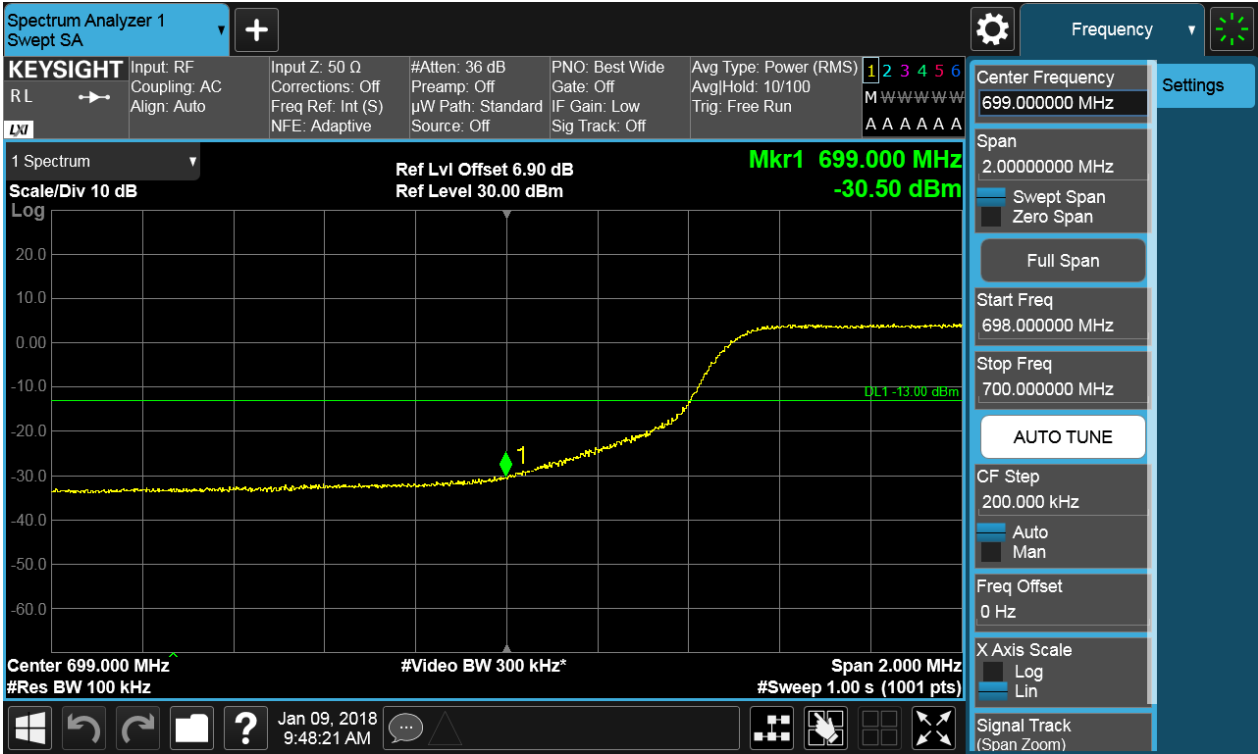 Spectrum Analyzer 1
Swept SA
Frequency
KEYSIGHT
R L
LXI
Input: RF
Coupling: AC
Align: Auto
Input Z: 50 Ω
Corrections: Off
Freq Ref: Int (S)
NFE: Adaptive
#Atten: 36 dB
Preamp: Off
µW Path: Standard
Source: Off
PNO: Best Wide
Gate: Off
IF Gain: Low
Sig Track: Off
Avg Type: Power (RMS)
Avg|Hold: 10/100
Trig: Free Run
1 2 3 4 5 6
M W W W W W
A A A A A A
1 Spectrum
Scale/Div 10 dB
Log
Ref Lvl Offset 6.90 dB
Ref Level 30.00 dBm
Mkr1 699.000 MHz
-30.50 dBm
20.0
10.0
0.00
-10.0
-20.0
-30.0
-40.0
-50.0
-60.0
DL1 -13.00 dBm
1
Center 699.000 MHz
#Res BW 100 kHz
#Video BW 300 kHz*
Span 2.000 MHz
#Sweep 1.00 s (1001 pts)
Center Frequency
699.000000 MHz
Span
2.00000000 MHz
Swept Span
Zero Span
Full Span
Start Freq
698.000000 MHz
Stop Freq
700.000000 MHz
AUTO TUNE
CF Step
200.000 kHz
Auto
Man
Freq Offset
0 Hz
X Axis Scale
Log
Lin
Signal Track
(Span Zoom)
Settings
?
Jan 09, 2018
9:48:21 AM